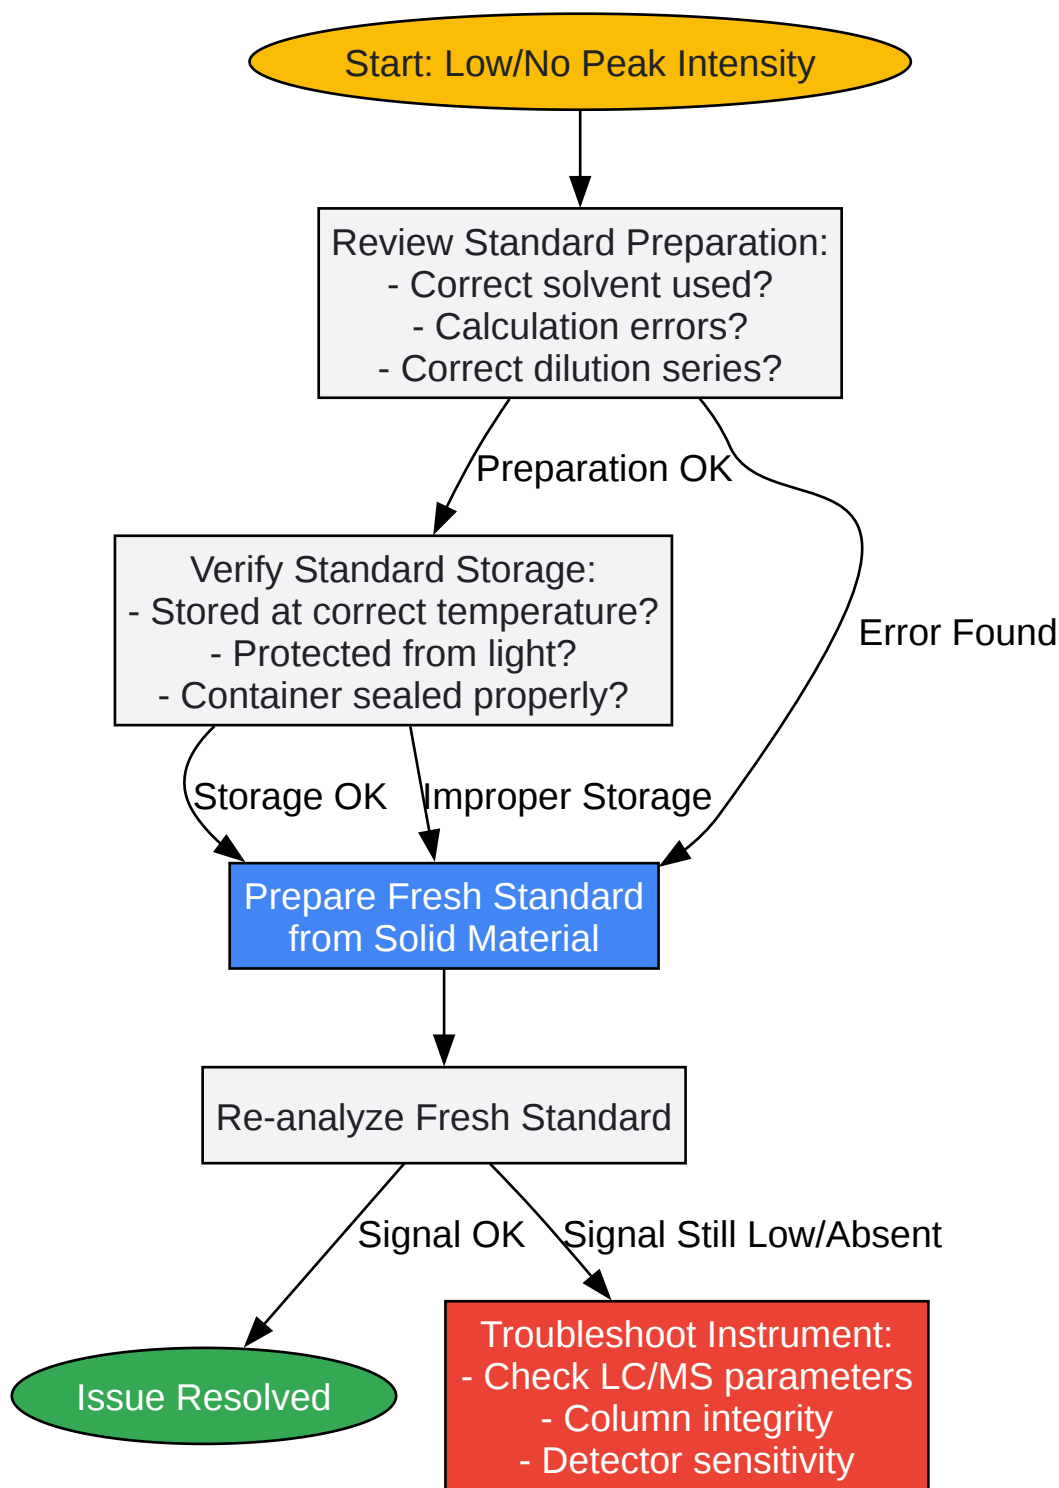 Start: Low/No Peak Intensity
Review Standard Preparation:
- Correct solvent used?
- Calculation errors?
- Correct dilution series?
Preparation OK
Verify Standard Storage:
- Stored at correct temperature?
- Protected from light?
- Container sealed properly?
Error Found
Storage OK
Improper Storage
Prepare Fresh Standard
from Solid Material
Re-analyze Fresh Standard
Signal OK
Signal Still Low/Absent
Issue Resolved
Troubleshoot Instrument:
- Check LC/MS parameters
- Column integrity
- Detector sensitivity